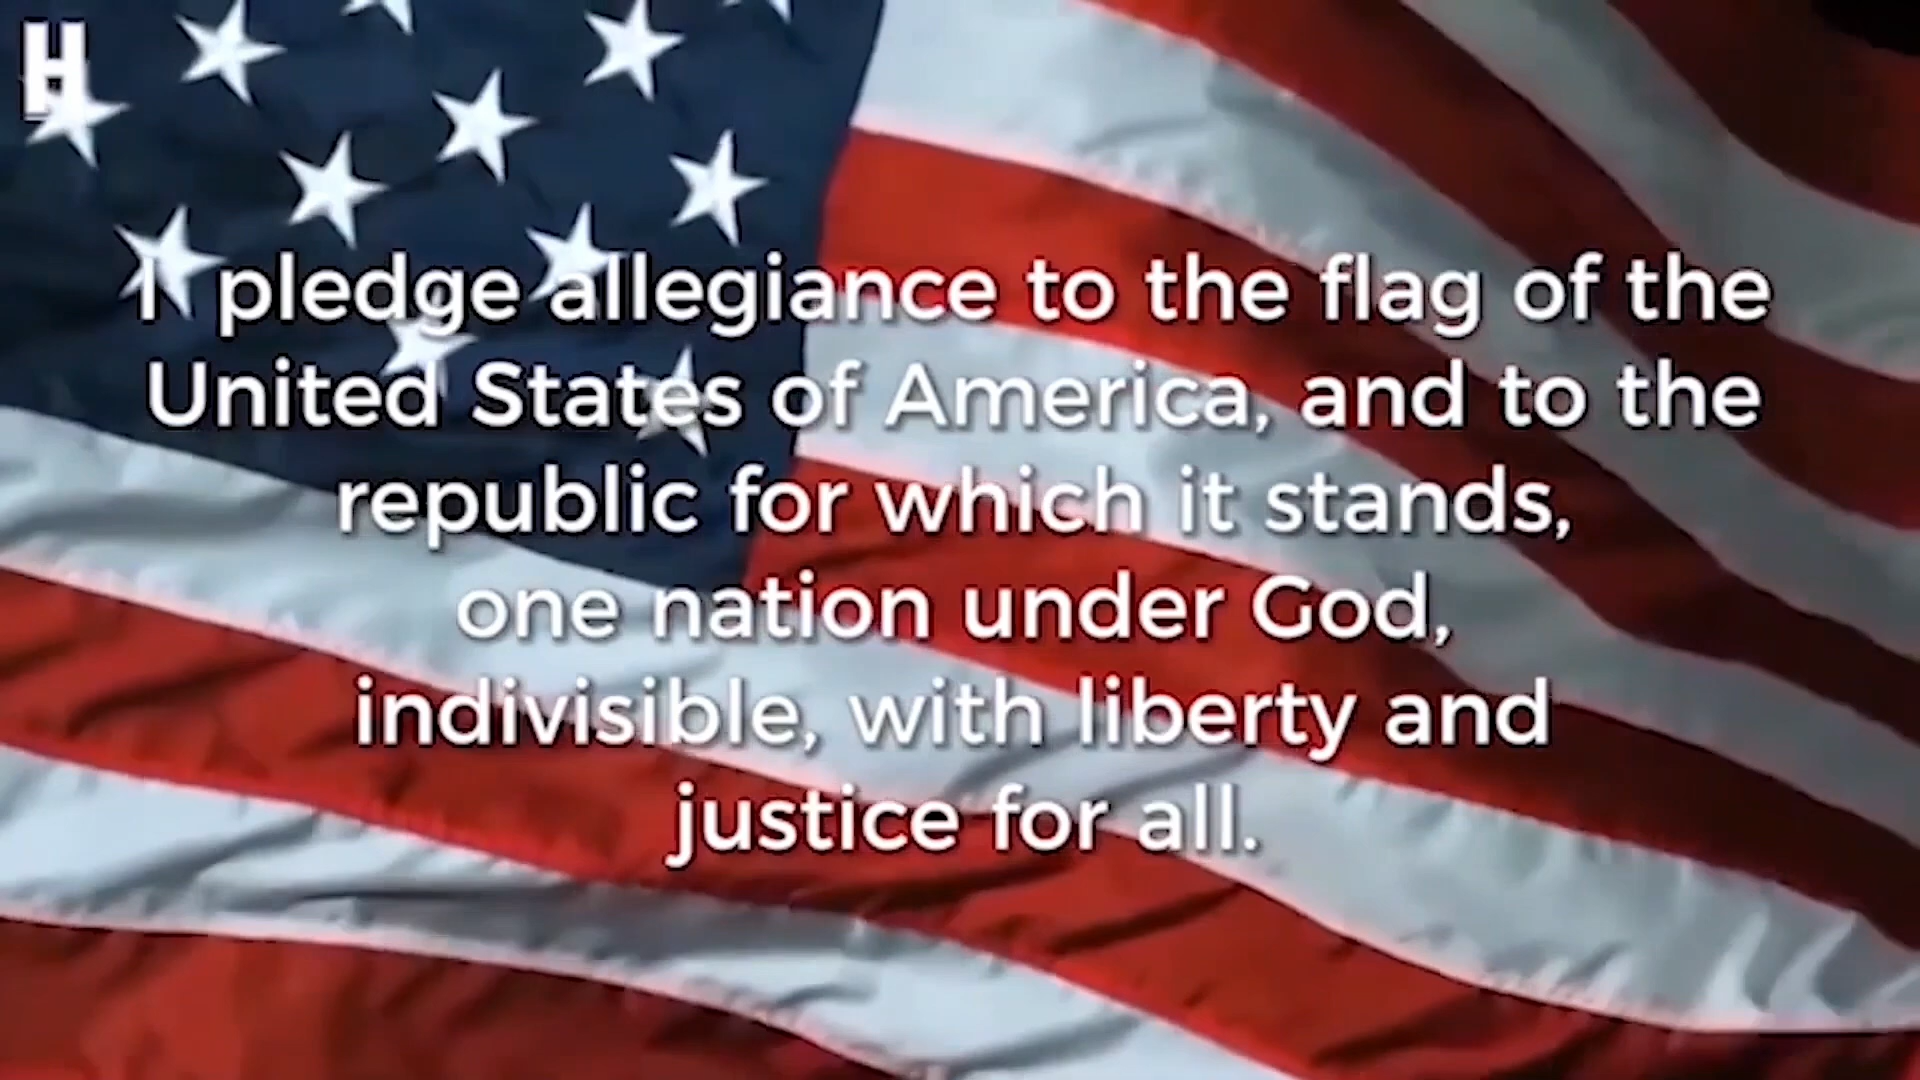 H
I pledge allegiance to the flag of the
United States of America, and to the
republic for which it stands,
one nation under God,
indivisible, with liberty and
justice for all.